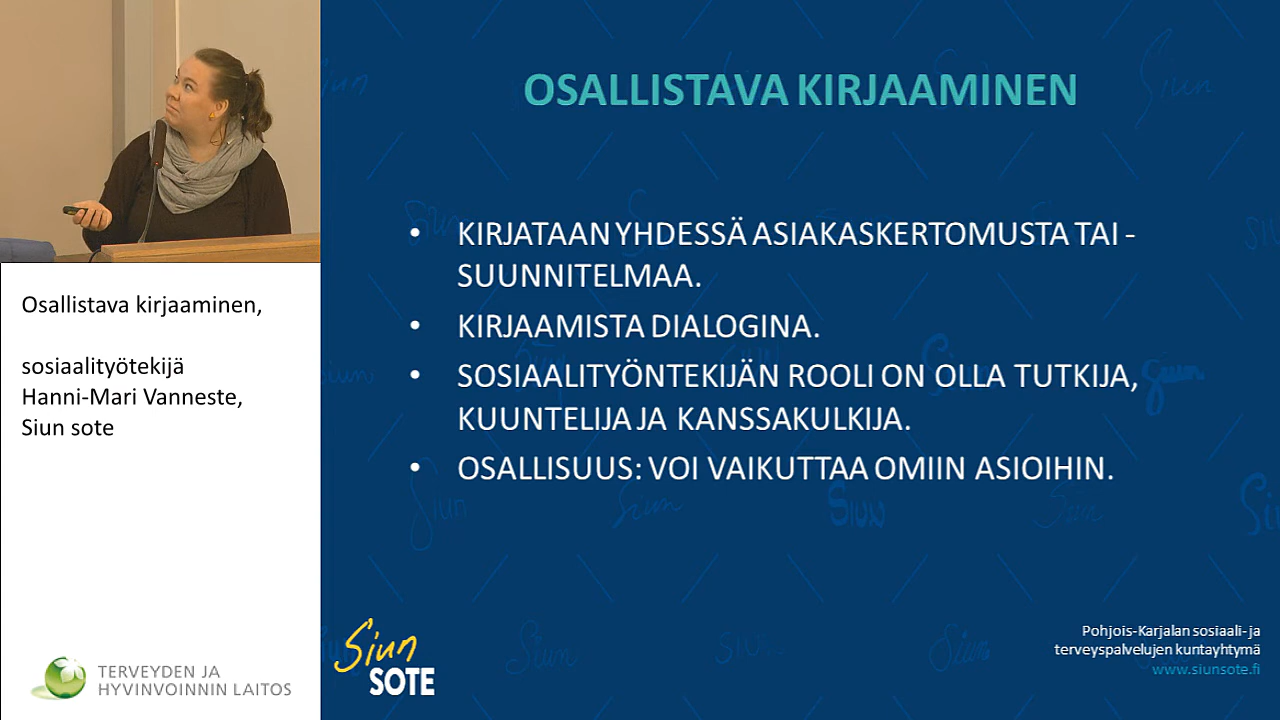 OSALLISTAVA KIRJAAMINEN
• KIRJATAAN YHDESSÄ ASIAKASKERTOMUSTA TAI -
SUUNNITELMAA.
• KIRJAAMISTA DIALOGINA.
• SOSIAALITYÖNTEKIJÄN ROOLI ON OLLA TUTKIJA,
KUUNTELIJA JA KANSSAKULKIJA.
• OSALLISUUS: VOI VAIKUTTAA OMIIN ASIOIHIN.
Osallistava kirjaaminen,
sosiaalityötekijä
Hanni-Mari Vanneste,
Siun sote
TERVEYDEN JA
HYVINVOINNIN LAITOS
Siun
SOTE
Pohjois-Karjalan sosiaali- ja
terveyspalvelujen kuntayhtymä
www.siunsote.fi